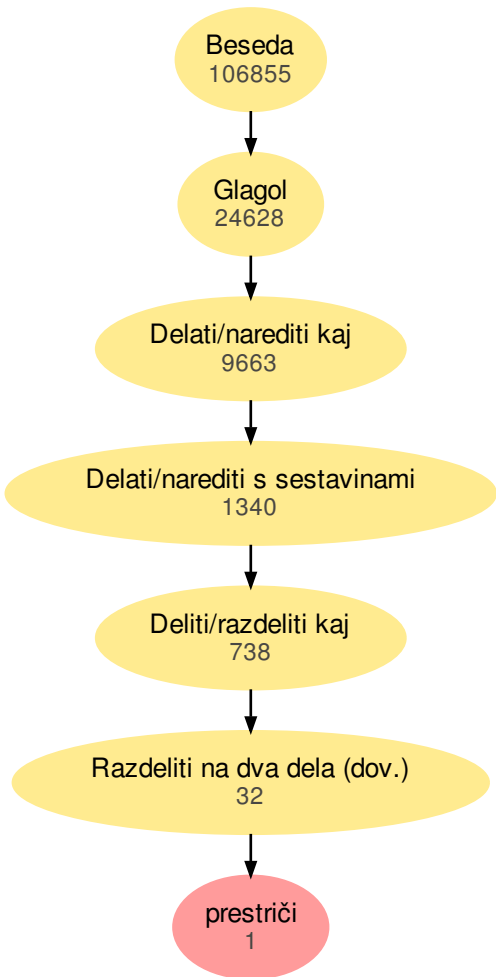 Beseda
106855
Glagol
24628
Delati/narediti kaj
9663
Delati/narediti s sestavinami
1340
Deliti/razdeliti kaj
738
Razdeliti na dva dela (dov.)
32
prestriči
1